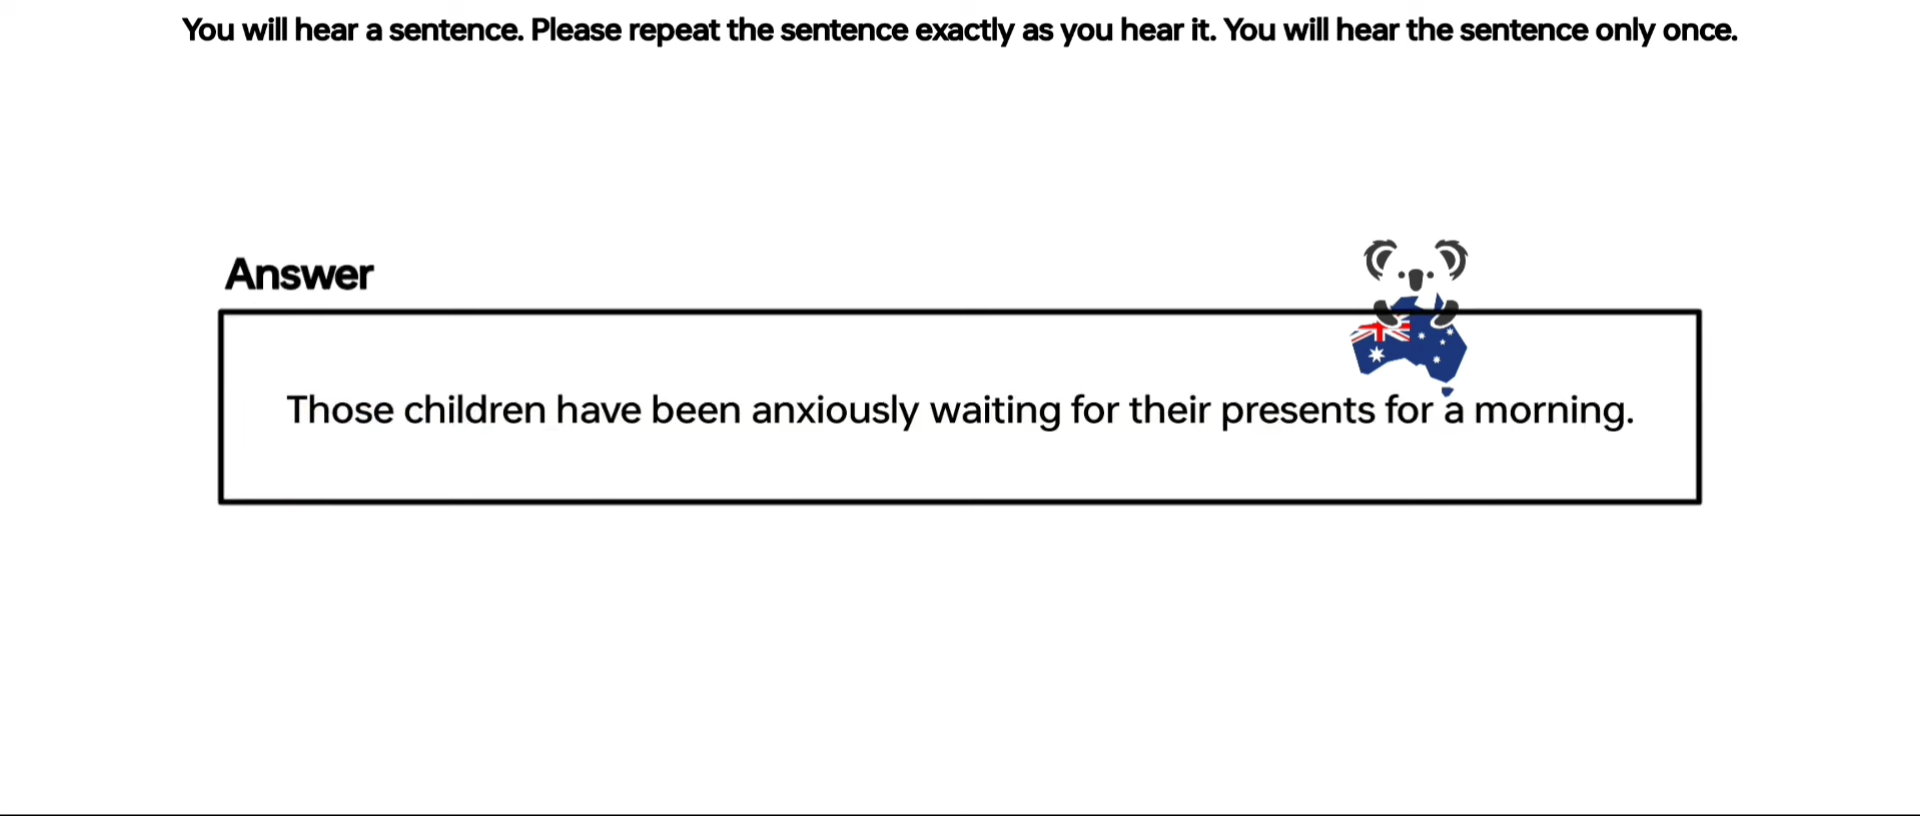 You will hear a sentence. Please repeat the sentence exactly as you hear it. You will hear the sentence only once.
Answer
Those children have been anxiously waiting for their presents for a morning.